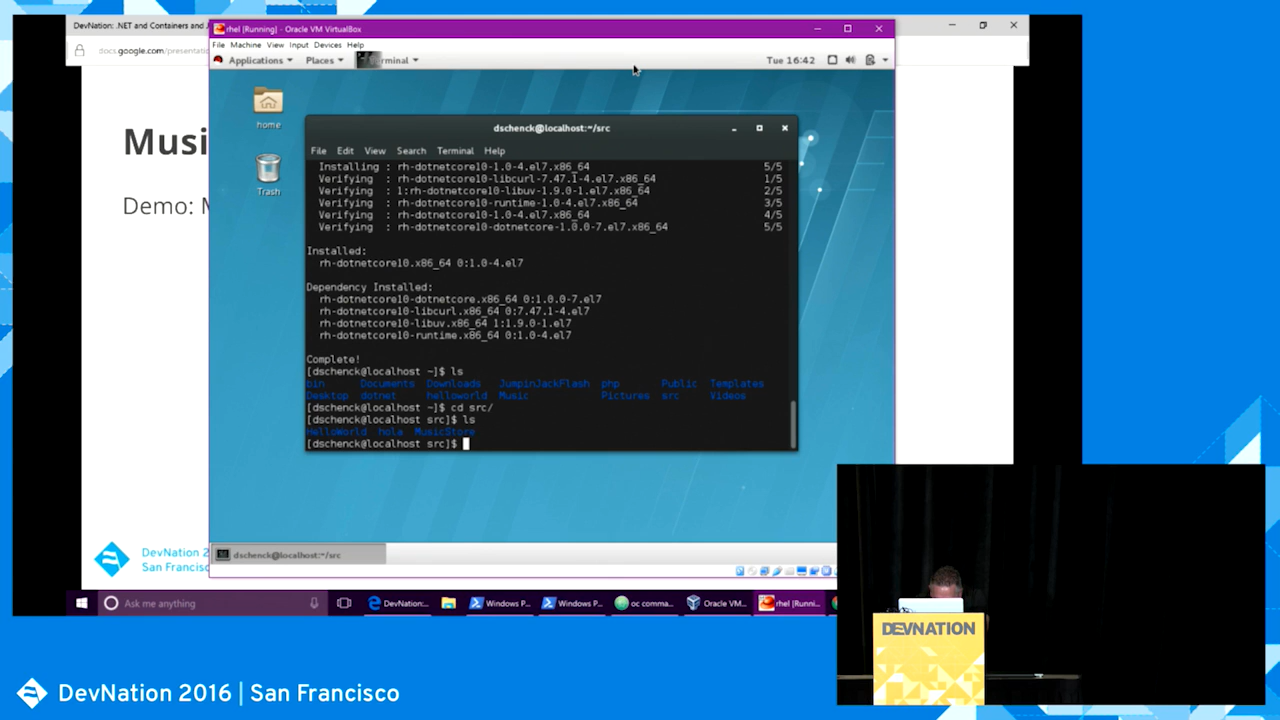 DevNation: .NET and Containers and
docs.google.com/presentati
rhel [Running] - Oracle VM VirtualBox
File Machine View Input Devices Help
Applications Places Terminal Tue 16:42
home
Trash
Musi
Demo: M
dschenck@localhost:~/src
File Edit View Search Terminal Help
Installing : rh-dotnetcore10-1.0-4.el7.x86_64 5/5
Verifying : rh-dotnetcore10-libcurl-7.47.1-4.el7.x86_64 1/5
Verifying : 1:rh-dotnetcore10-libuv-1.9.0-1.el7.x86_64 2/5
Verifying : rh-dotnetcore10-runtime-1.0-4.el7.x86_64 3/5
Verifying : rh-dotnetcore10-1.0-4.el7.x86_64 4/5
Verifying : rh-dotnetcore10-dotnetcore-1.0.0-7.el7.x86_64 5/5
Installed:
rh-dotnetcore10.x86_64 0:1.0-4.el7
Dependency Installed:
rh-dotnetcore10-dotnetcore.x86_64 0:1.0.0-7.el7
rh-dotnetcore10-libcurl.x86_64 0:7.47.1-4.el7
rh-dotnetcore10-libuv.x86_64 1:1.9.0-1.el7
rh-dotnetcore10-runtime.x86_64 0:1.0-4.el7
Complete!
[dschenck@localhost ~]$ ls
bin Documents Downloads JumpinJackFlash php Public Templates
Desktop dotnet helloworld Music Pictures src Videos
[dschenck@localhost ~]$ cd src/
[dschenck@localhost src]$ ls
HelloWorld hola MusicStore
[dschenck@localhost src]$
DevNation 2
San Francisc
dschenck@localhost:~/src
Ask me anything DevNation:... Windows P... Windows P... oc comma... Oracle VM... rhel [Runni...
DEVNATION
DevNation 2016 | San Francisco